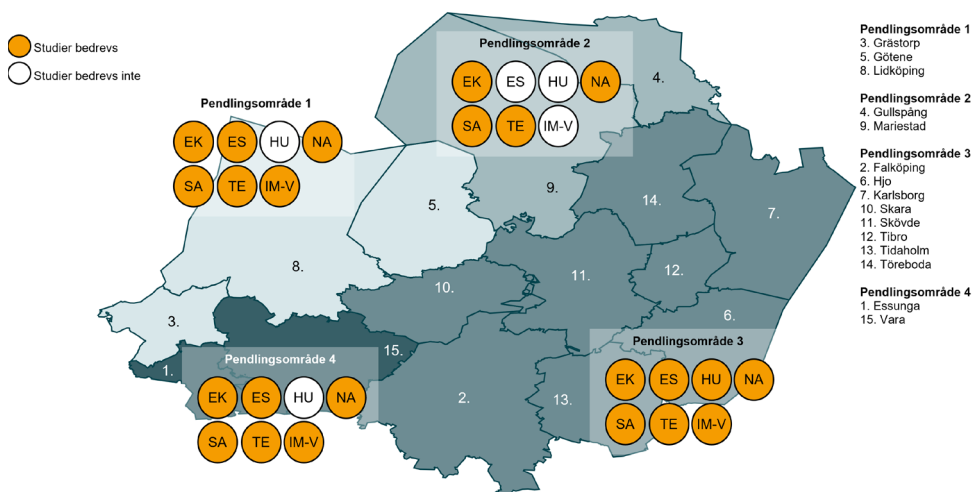 Studier bedrevs
Studier bedrevs inte
Pendlingsområde 1
EK ES HU NA
SA TE IM-V
Pendlingsområde 2
EK ES HU NA
SA TE IM-V
4.
9.
14.
7.
5.
8.
10.
11.
12.
6.
3.
15.
1.
2.
13.
Pendlingsområde 4
EK ES HU NA
SA TE IM-V
Pendlingsområde 3
EK ES HU NA
SA TE IM-V
Pendlingsområde 1
3. Grästorp
5. Götene
8. Lidköping
Pendlingsområde 2
4. Gullspång
9. Mariestad
Pendlingsområde 3
2. Falköping
6. Hjo
7. Karlsborg
10. Skara
11. Skövde
12. Tibro
13. Tidaholm
14. Töreboda
Pendlingsområde 4
1. Essunga
15. Vara